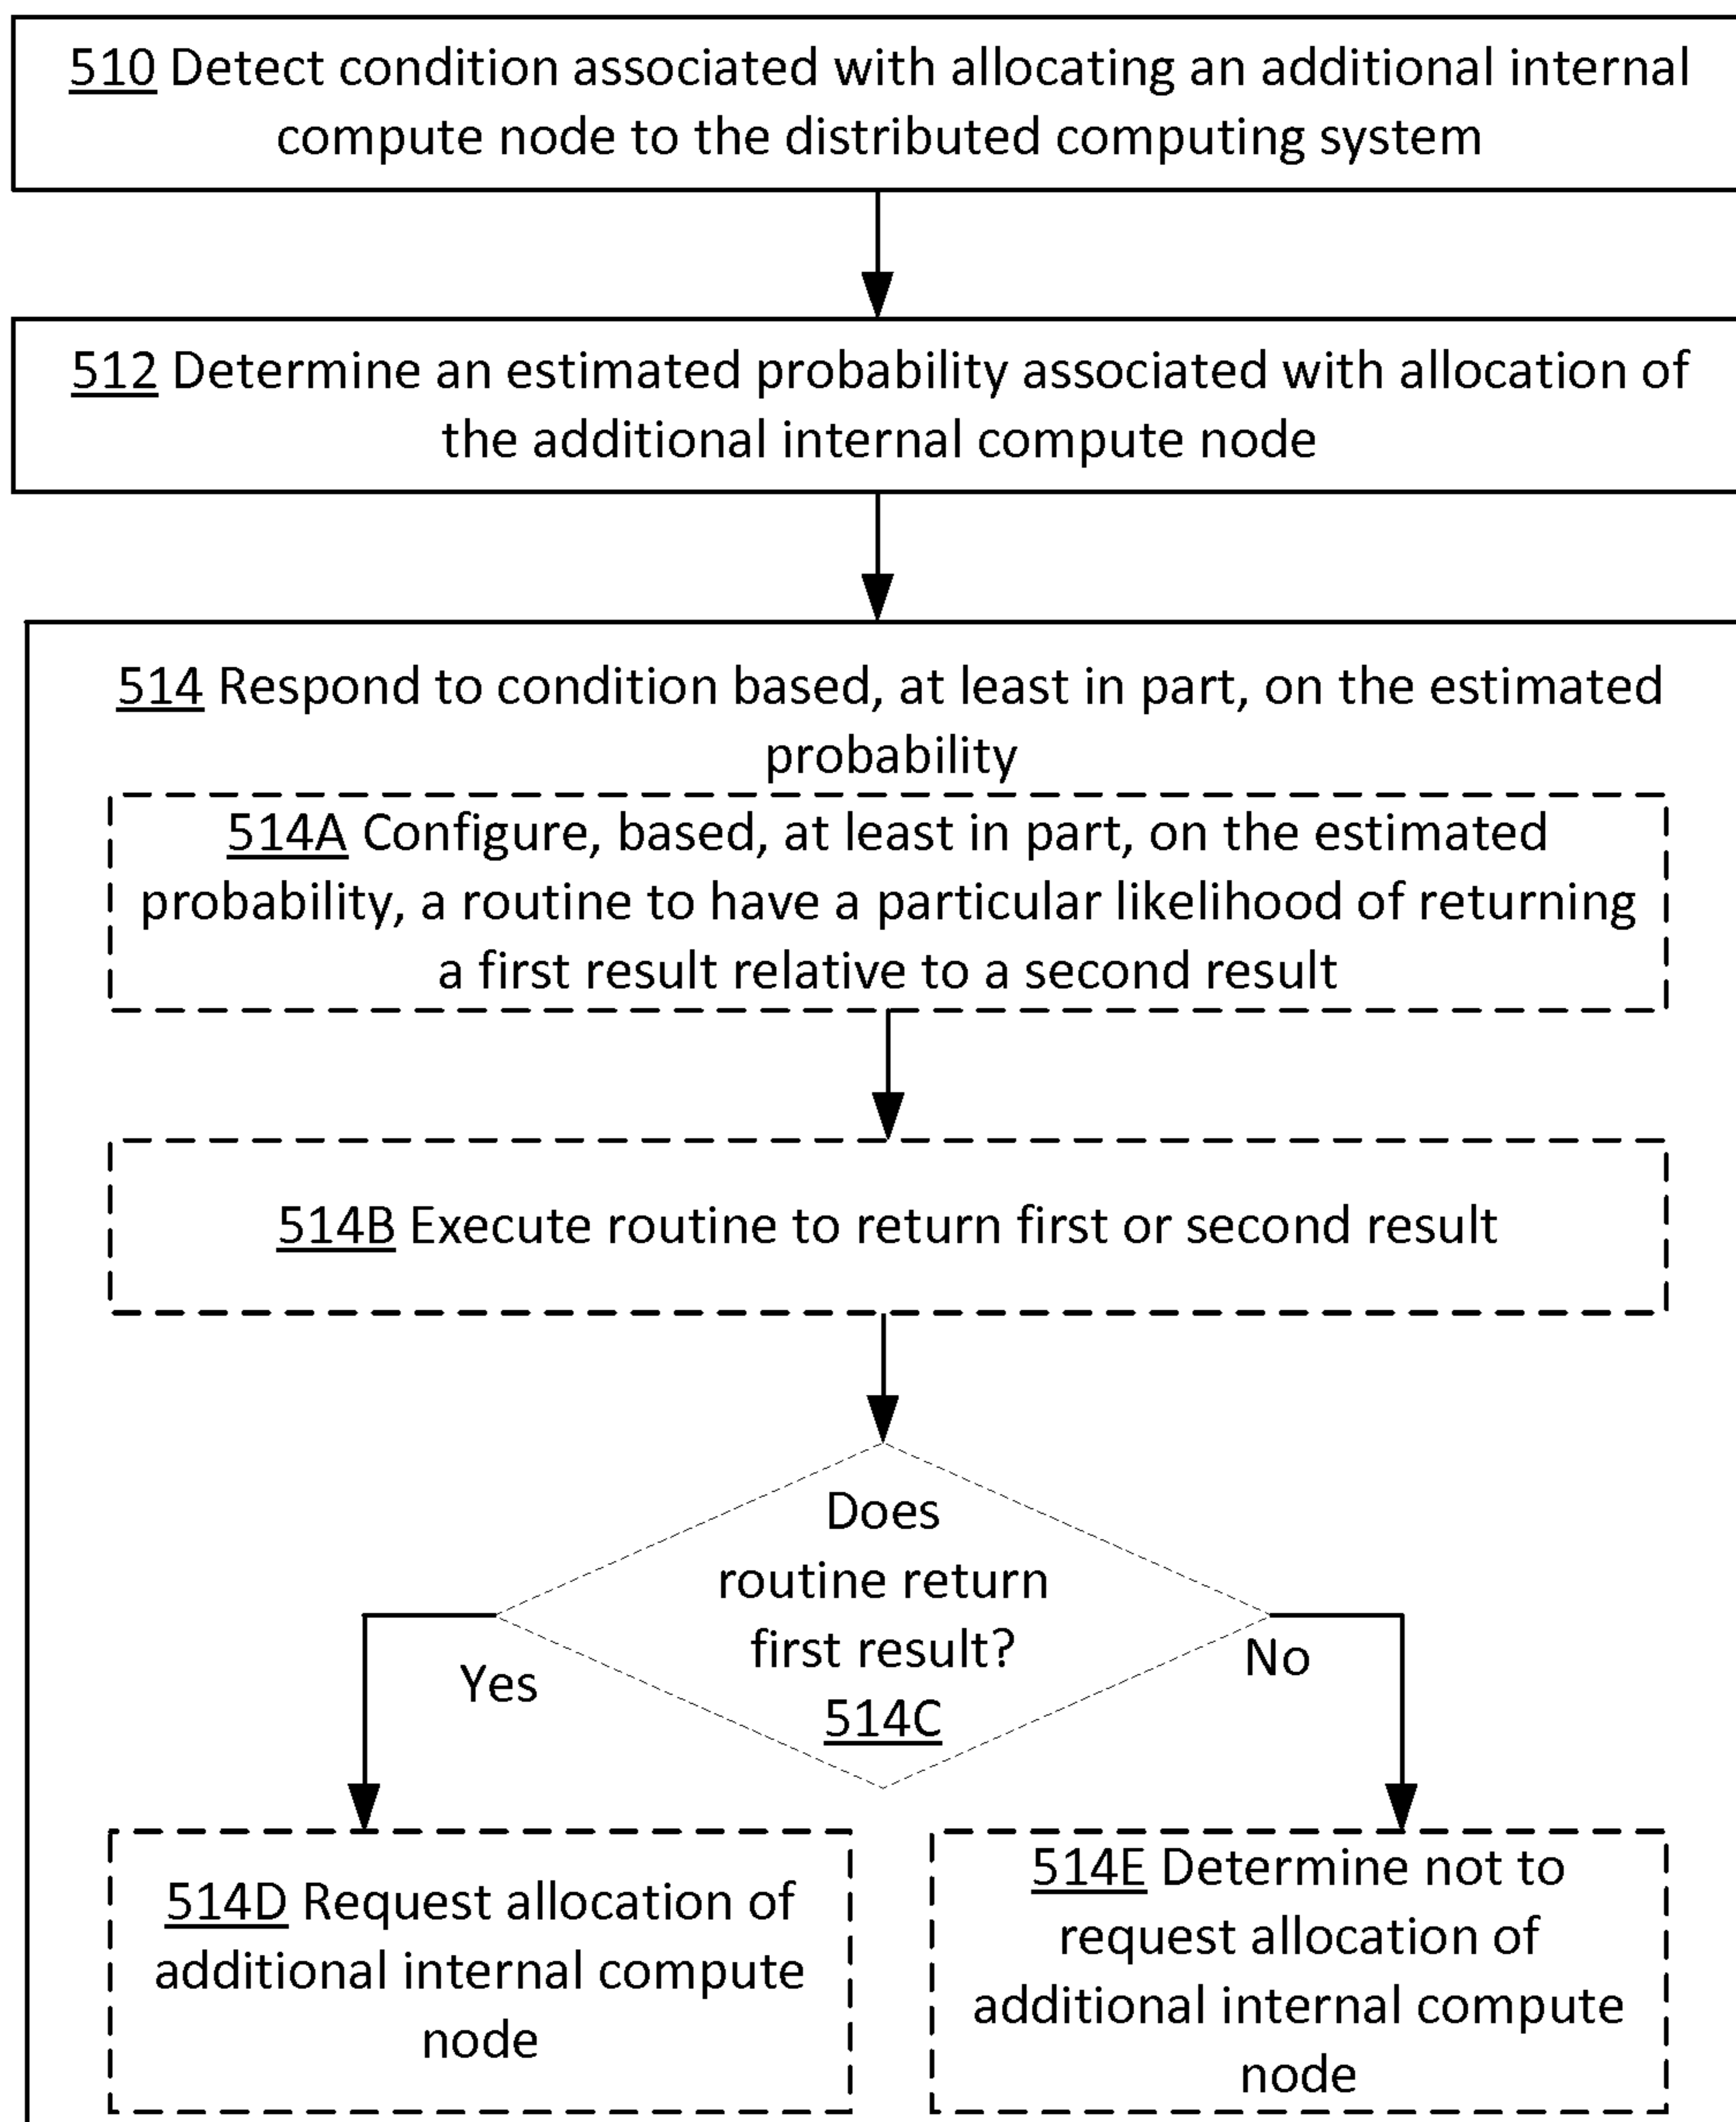 510 Detect condition associated with allocating an additional internal
compute node to the distributed computing system
512 Determine an estimated probability associated with allocation of
the additional internal compute node
514 Respond to condition based, at least in part, on the estimated
probability
514A Configure, based, at least in part, on the estimated
probability, a routine to have a particular likelihood of returning
a first result relative to a second result
514B Execute routine to return first or second result
Does
routine return
first result?
514C
Yes
No
514D Request allocation of
additional internal compute
node
514E Determine not to
request allocation of
additional internal compute
node